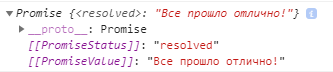 ▼ Promise {<resolved>: "Все прошло отлично!"} i
▶ __proto__: Promise
[[PromiseStatus]]: "resolved"
[[PromiseValue]]: "Все прошло отлично!"